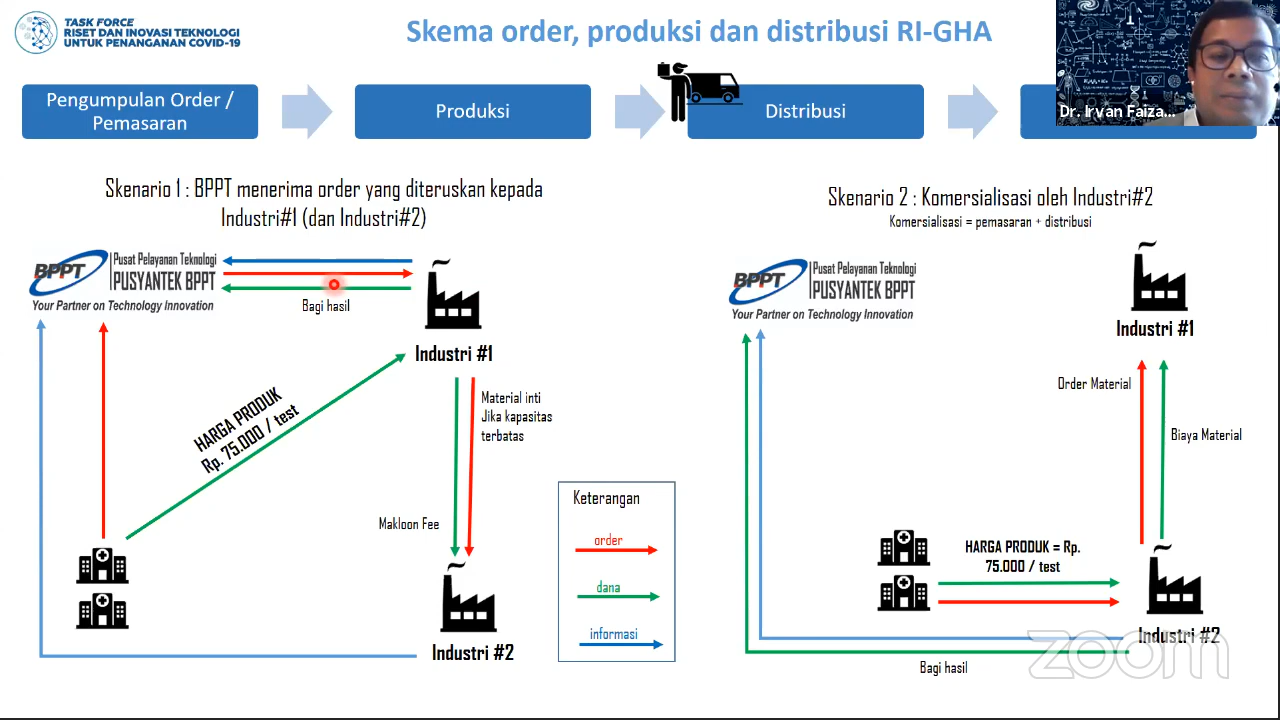 TASK FORCE
RISET DAN INOVASI TEKNOLOGI
UNTUK PENANGANAN COVID-19
Skema order, produksi dan distribusi RI-GHA
Pengumpulan Order /
Pemasaran
Produksi
Distribusi
Dr. Irvan Faiza...
Skenario 1 : BPPT menerima order yang diteruskan kepada
Industri#1 (dan Industri#2)
BPPT
Pusat Pelayanan Teknologi
PUSYANTEK BPPT
Your Partner on Technology Innovation
Bagi hasil
Industri #1
HARGA PRODUK
Rp. 75.000 / test
Material inti
Jika kapasitas
terbatas
Makloon Fee
Industri #2
Keterangan
order
dana
informasi
Skenario 2 : Komersialisasi oleh Industri#2
Komersialisasi = pemasaran + distribusi
BPPT
Pusat Pelayanan Teknologi
PUSYANTEK BPPT
Your Partner on Technology Innovation
Industri #1
Order Material
Biaya Material
HARGA PRODUK = Rp.
75.000 / test
Industri #2
Bagi hasil
zoom